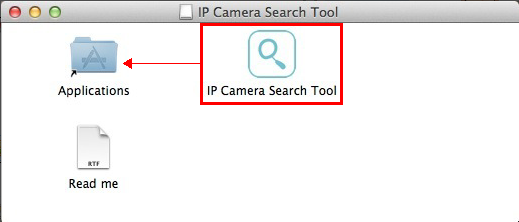 IP Camera Search Tool
Applications
IP Camera Search Tool
RTF
Read me